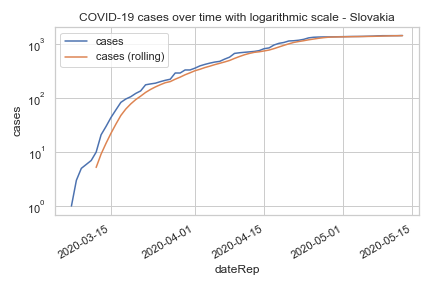 COVID-19 cases over time with logarithmic scale - Slovakia
cases
cases (rolling)
10³
10²
10¹
10⁰
cases
2020-03-15
2020-04-01
2020-04-15
2020-05-01
2020-05-15
dateRep